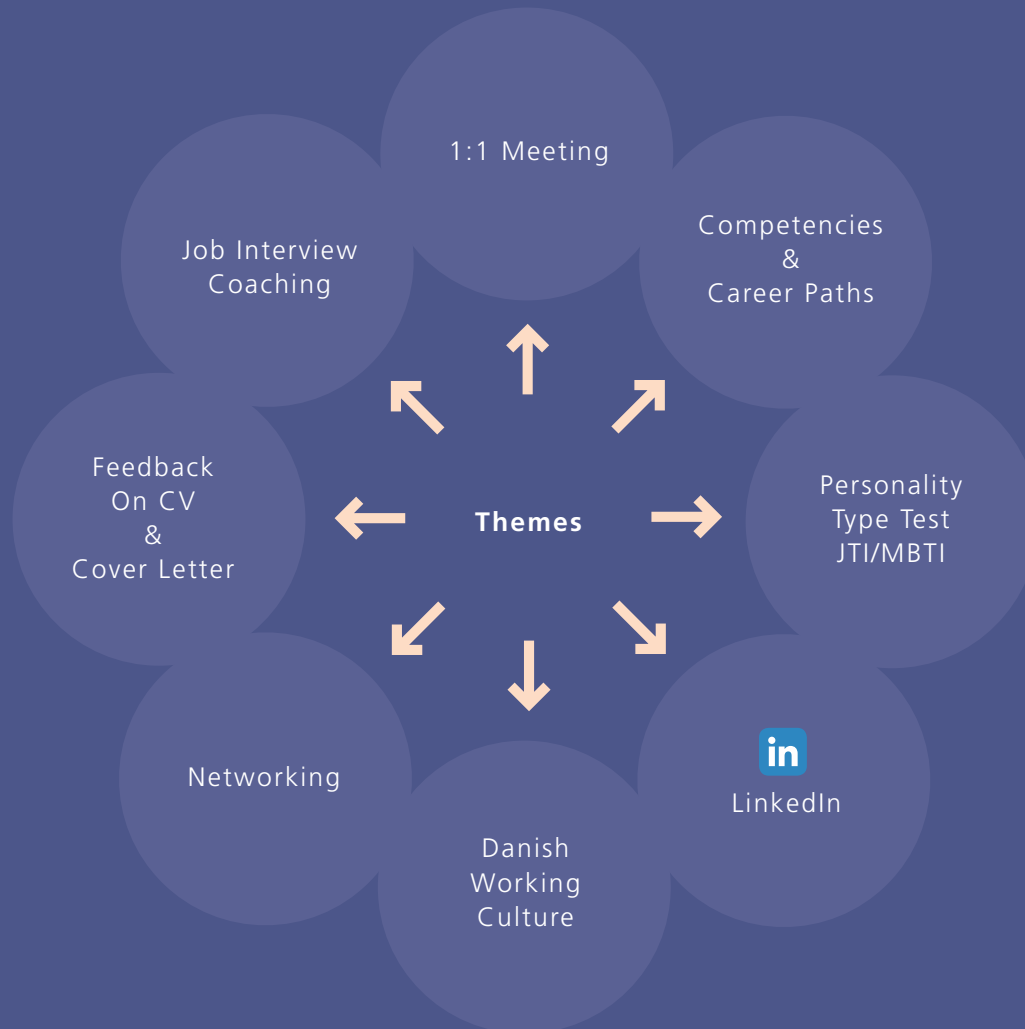 1:1 Meeting
Competencies
&
Career Paths
Personality
Type Test
JTI/MBTI
in
LinkedIn
Danish
Working
Culture
Networking
Feedback
On CV
&
Cover Letter
Job Interview
Coaching
Themes